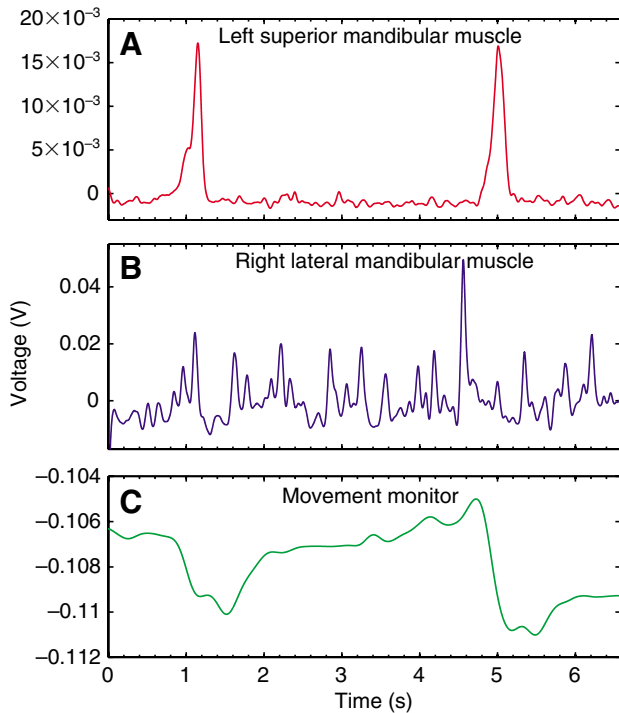 A
Left superior mandibular muscle
20×10⁻³
15×10⁻³
10×10⁻³
5×10⁻³
0
B
Right lateral mandibular muscle
0.04
0.02
0
Voltage (V)
C
Movement monitor
−0.104
−0.106
−0.108
−0.11
−0.112
0 1 2 3 4 5 6
Time (s)